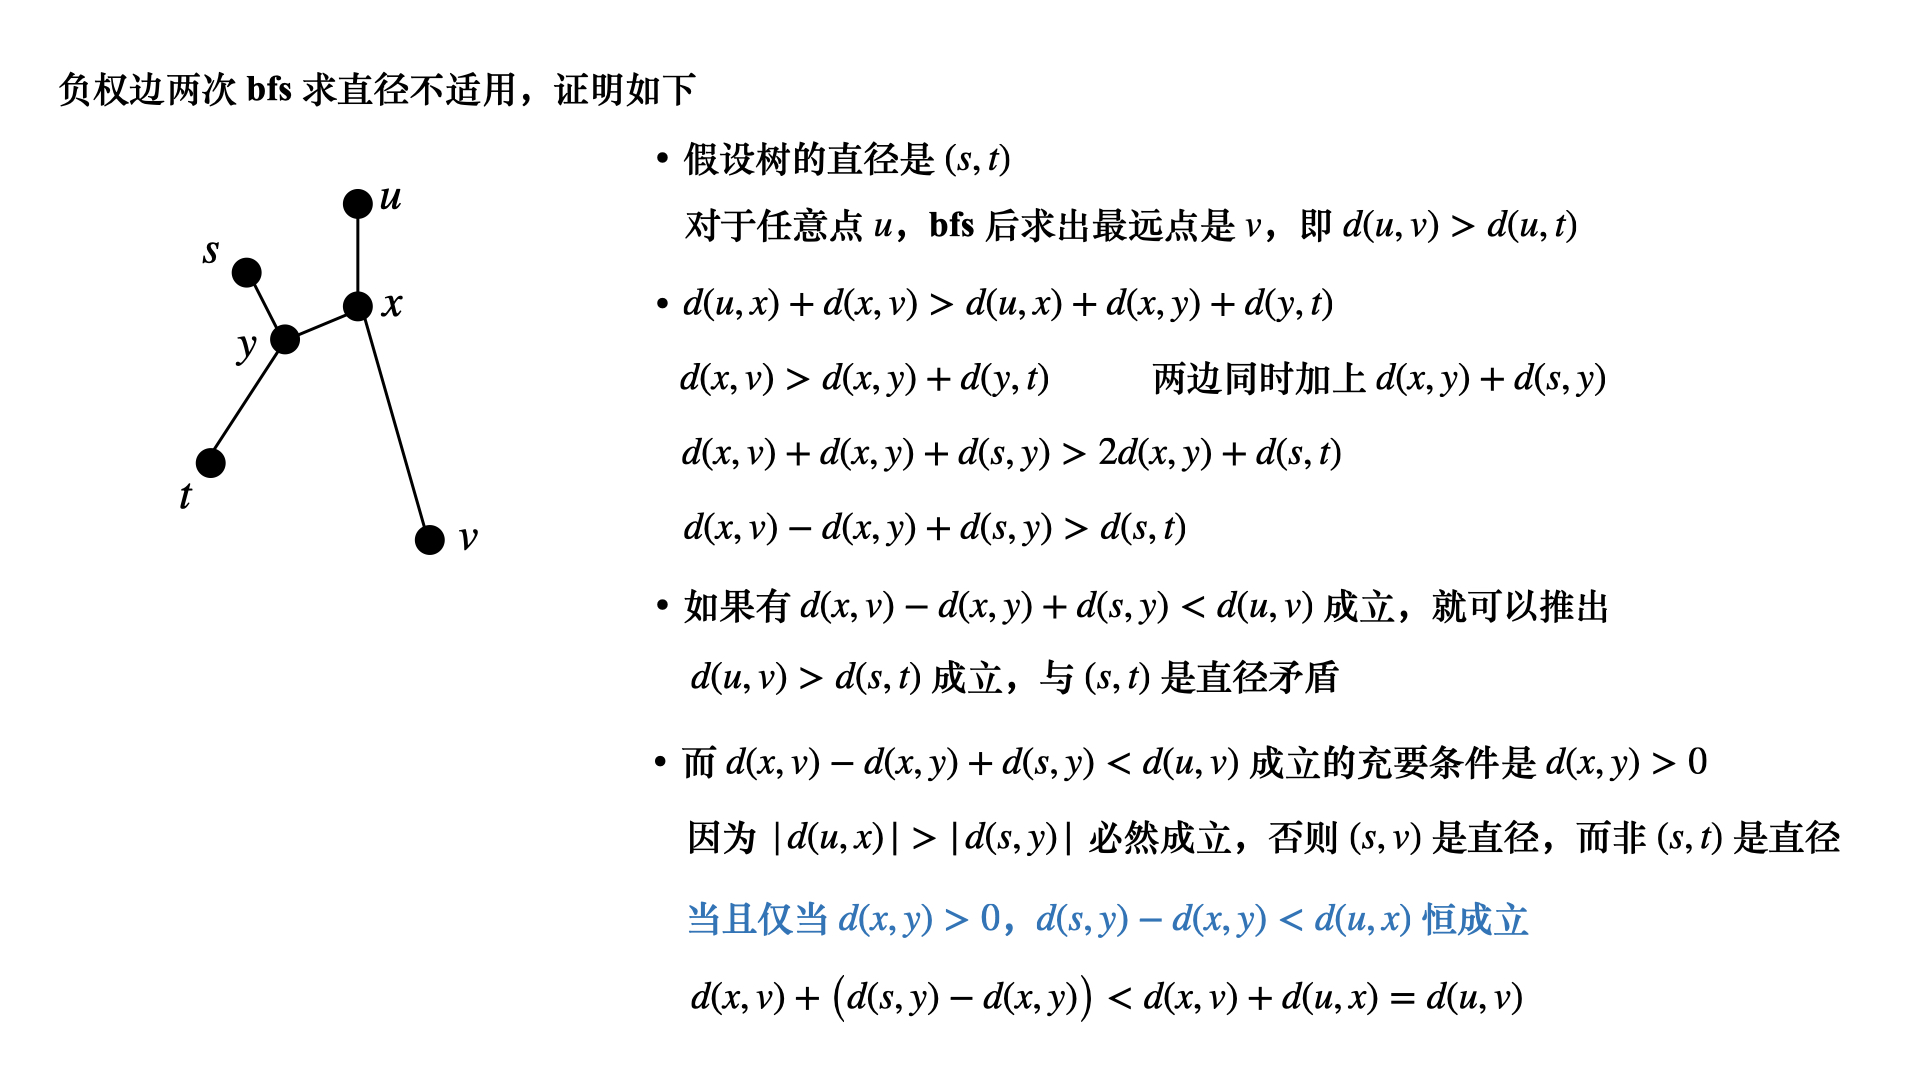 负权边两次 bfs 求直径不适用，证明如下
• 假设树的直径是 (s, t)
对于任意点 u，bfs 后求出最远点是 v，即 d(u, v) > d(u, t)
u
s
x
y
t
v
• d(u, x) + d(x, v) > d(u, x) + d(x, y) + d(y, t)
d(x, v) > d(x, y) + d(y, t) 两边同时加上 d(x, y) + d(s, y)
d(x, v) + d(x, y) + d(s, y) > 2d(x, y) + d(s, t)
d(x, v) − d(x, y) + d(s, y) > d(s, t)
• 如果有 d(x, v) − d(x, y) + d(s, y) < d(u, v) 成立，就可以推出
d(u, v) > d(s, t) 成立，与 (s, t) 是直径矛盾
• 而 d(x, v) − d(x, y) + d(s, y) < d(u, v) 成立的充要条件是 d(x, y) > 0
因为 |d(u, x)| > |d(s, y)| 必然成立，否则 (s, v) 是直径，而非 (s, t) 是直径
当且仅当 d(x, y) > 0，d(s, y) − d(x, y) < d(u, x) 恒成立
d(x, v) + (d(s, y) − d(x, y)) < d(x, v) + d(u, x) = d(u, v)